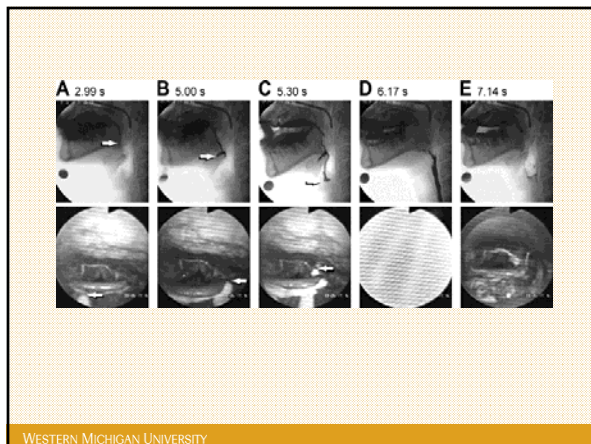 A 2.99 s
B 5.00 s
C 5.30 s
D 6.17 s
E 7.14 s
WESTERN MICHIGAN UNIVERSITY